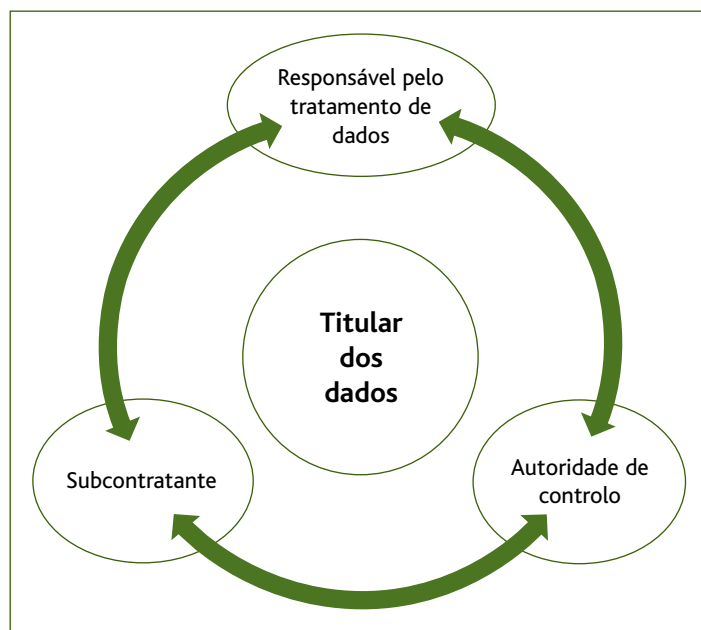 Responsável pelo
tratamento de
dados
Titular
dos
dados
Subcontratante
Autoridade de
controlo